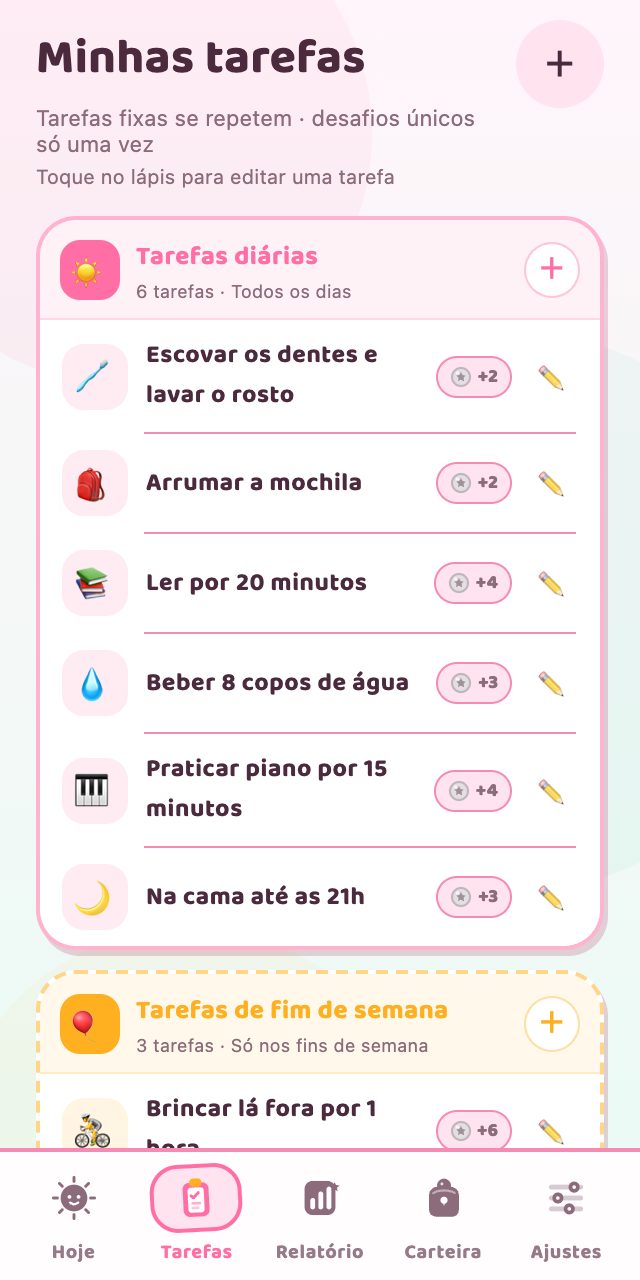 Minhas tarefas
+
Tarefas fixas se repetem · desafios únicos
só uma vez
Toque no lápis para editar uma tarefa
Tarefas diárias
6 tarefas · Todos os dias
+
Escovar os dentes e
lavar o rosto
+2
Arrumar a mochila
+2
Ler por 20 minutos
+4
Beber 8 copos de água
+3
Praticar piano por 15
minutos
+4
Na cama até as 21h
+3
Tarefas de fim de semana
3 tarefas · Só nos fins de semana
+
Brincar lá fora por 1
hora
+6
Hoje
Tarefas
Relatório
Carteira
Ajustes